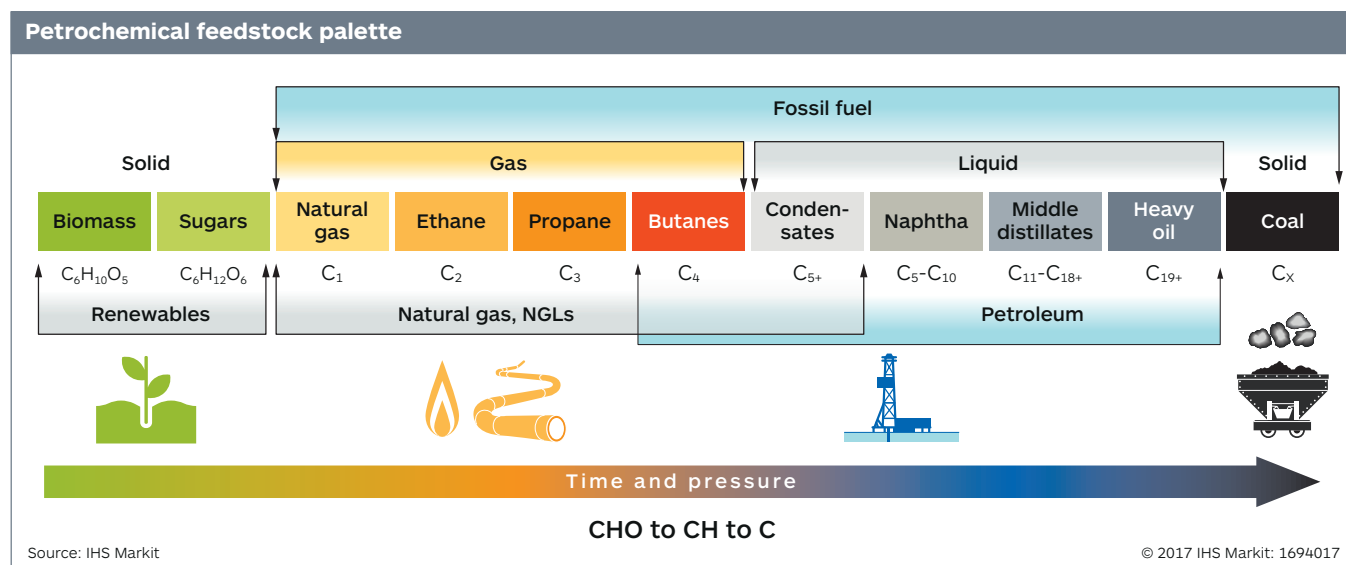 Petrochemical feedstock palette
Fossil fuel
Solid
Gas
Liquid
Solid
Biomass
Sugars
Natural
gas
Ethane
Propane
Butanes
Conden-
sates
Naphtha
Middle
distillates
Heavy
oil
Coal
C₆H₁₀O₅
C₆H₁₂O₆
C₁
C₂
C₃
C₄
C₅₊
C₅-C₁₀
C₁₁-C₁₈₊
C₁₉₊
Cₓ
Renewables
Natural gas, NGLs
Petroleum
Time and pressure
CHO to CH to C
Source: IHS Markit
© 2017 IHS Markit: 1694017